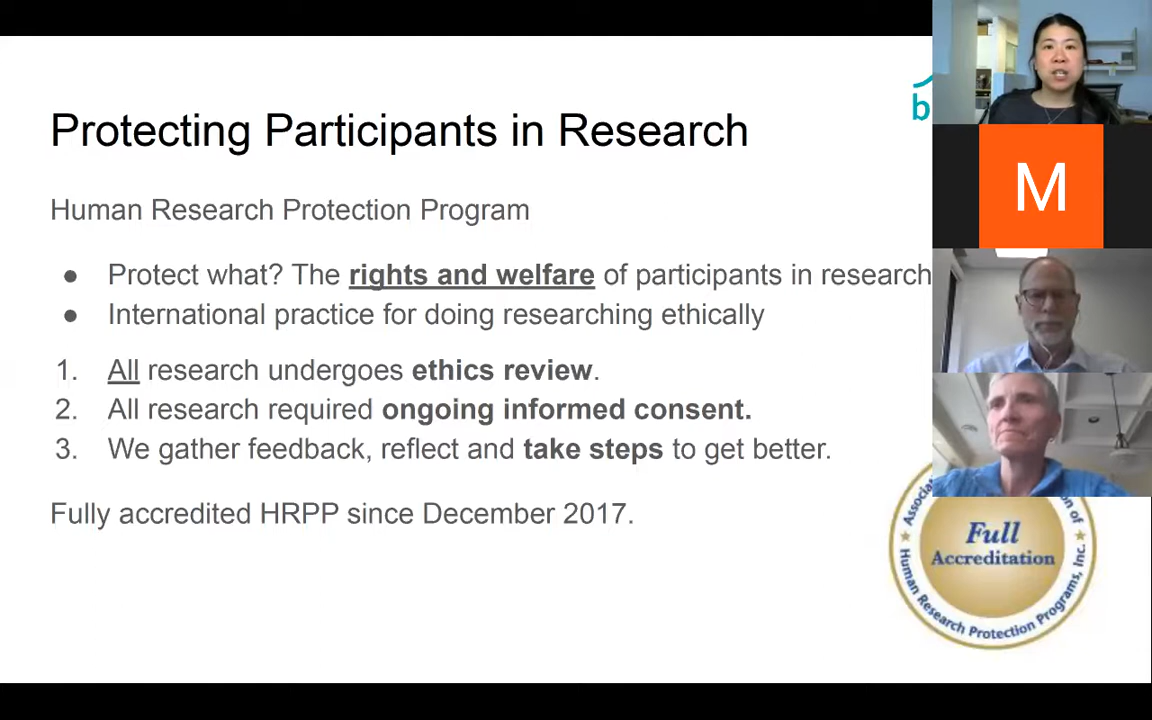 Protecting Participants in Research
Human Research Protection Program
● Protect what? The rights and welfare of participants in research
● International practice for doing researching ethically
1. All research undergoes ethics review.
2. All research required ongoing informed consent.
3. We gather feedback, reflect and take steps to get better.
Fully accredited HRPP since December 2017.
b
M
Full
Accreditation
Human Research Protection Programs, Inc.